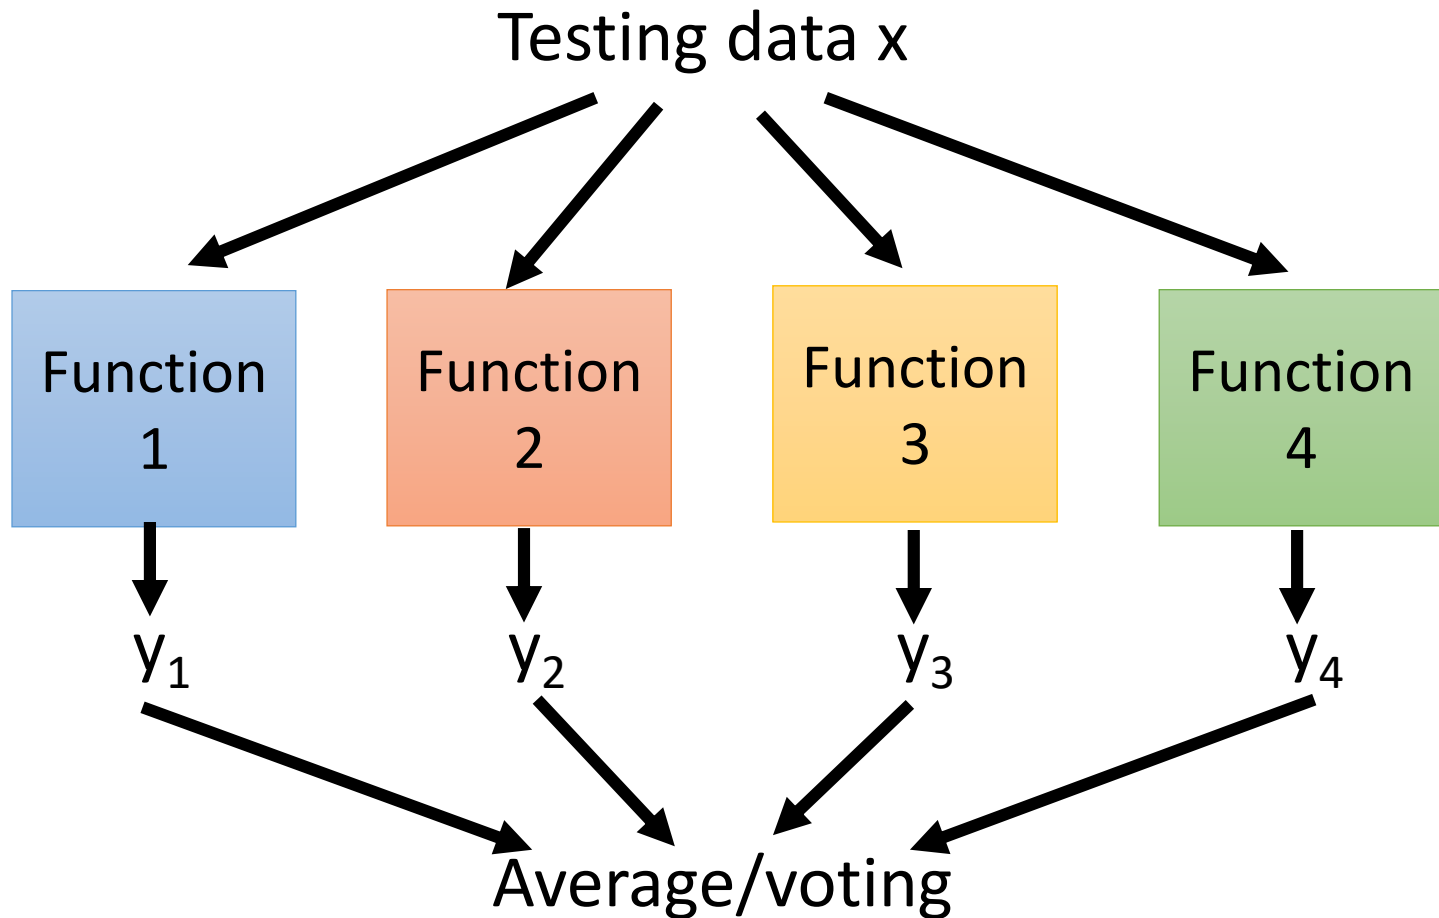 Testing data x
Function
1
Function
2
Function
3
Function
4
y1
y2
y3
y4
Average/voting